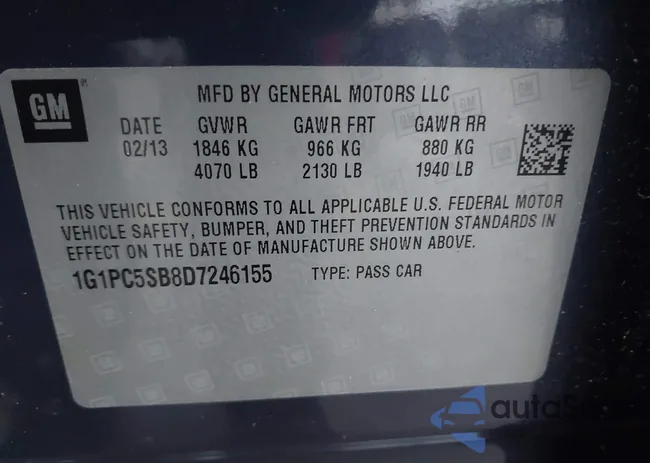 GM
MFD BY GENERAL MOTORS LLC
DATE GVWR GAWR FRT GAWR RR
02/13 1846 KG 966 KG 880 KG
4070 LB 2130 LB 1940 LB
THIS VEHICLE CONFORMS TO ALL APPLICABLE U.S. FEDERAL MOTOR
VEHICLE SAFETY, BUMPER, AND THEFT PREVENTION STANDARDS IN
EFFECT ON THE DATE OF MANUFACTURE SHOWN ABOVE.
1G1PC5SB8D7246155 TYPE: PASS CAR